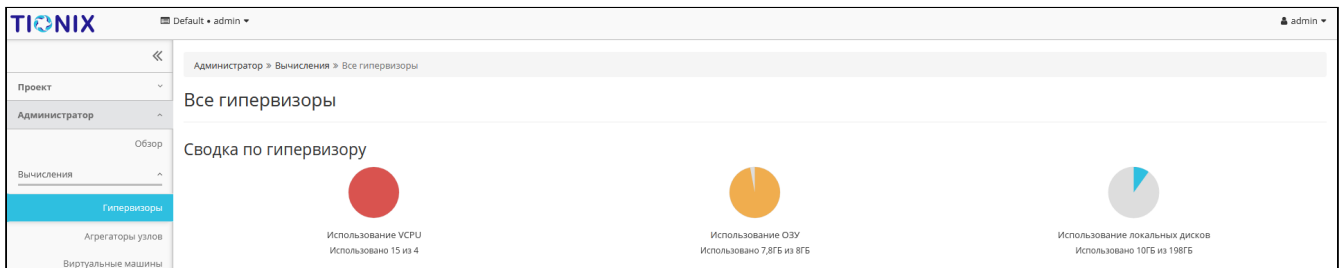 TIONIX
Default • admin
admin
Администратор » Вычисления » Все гипервизоры
Проект
Администратор
Обзор
Вычисления
Гипервизоры
Агрегаторы узлов
Виртуальные машины
Все гипервизоры
Сводка по гипервизору
Использование VCPU
Использовано 15 из 4
Использование ОЗУ
Использовано 7,8ГБ из 8ГБ
Использование локальных дисков
Использовано 10ГБ из 198ГБ